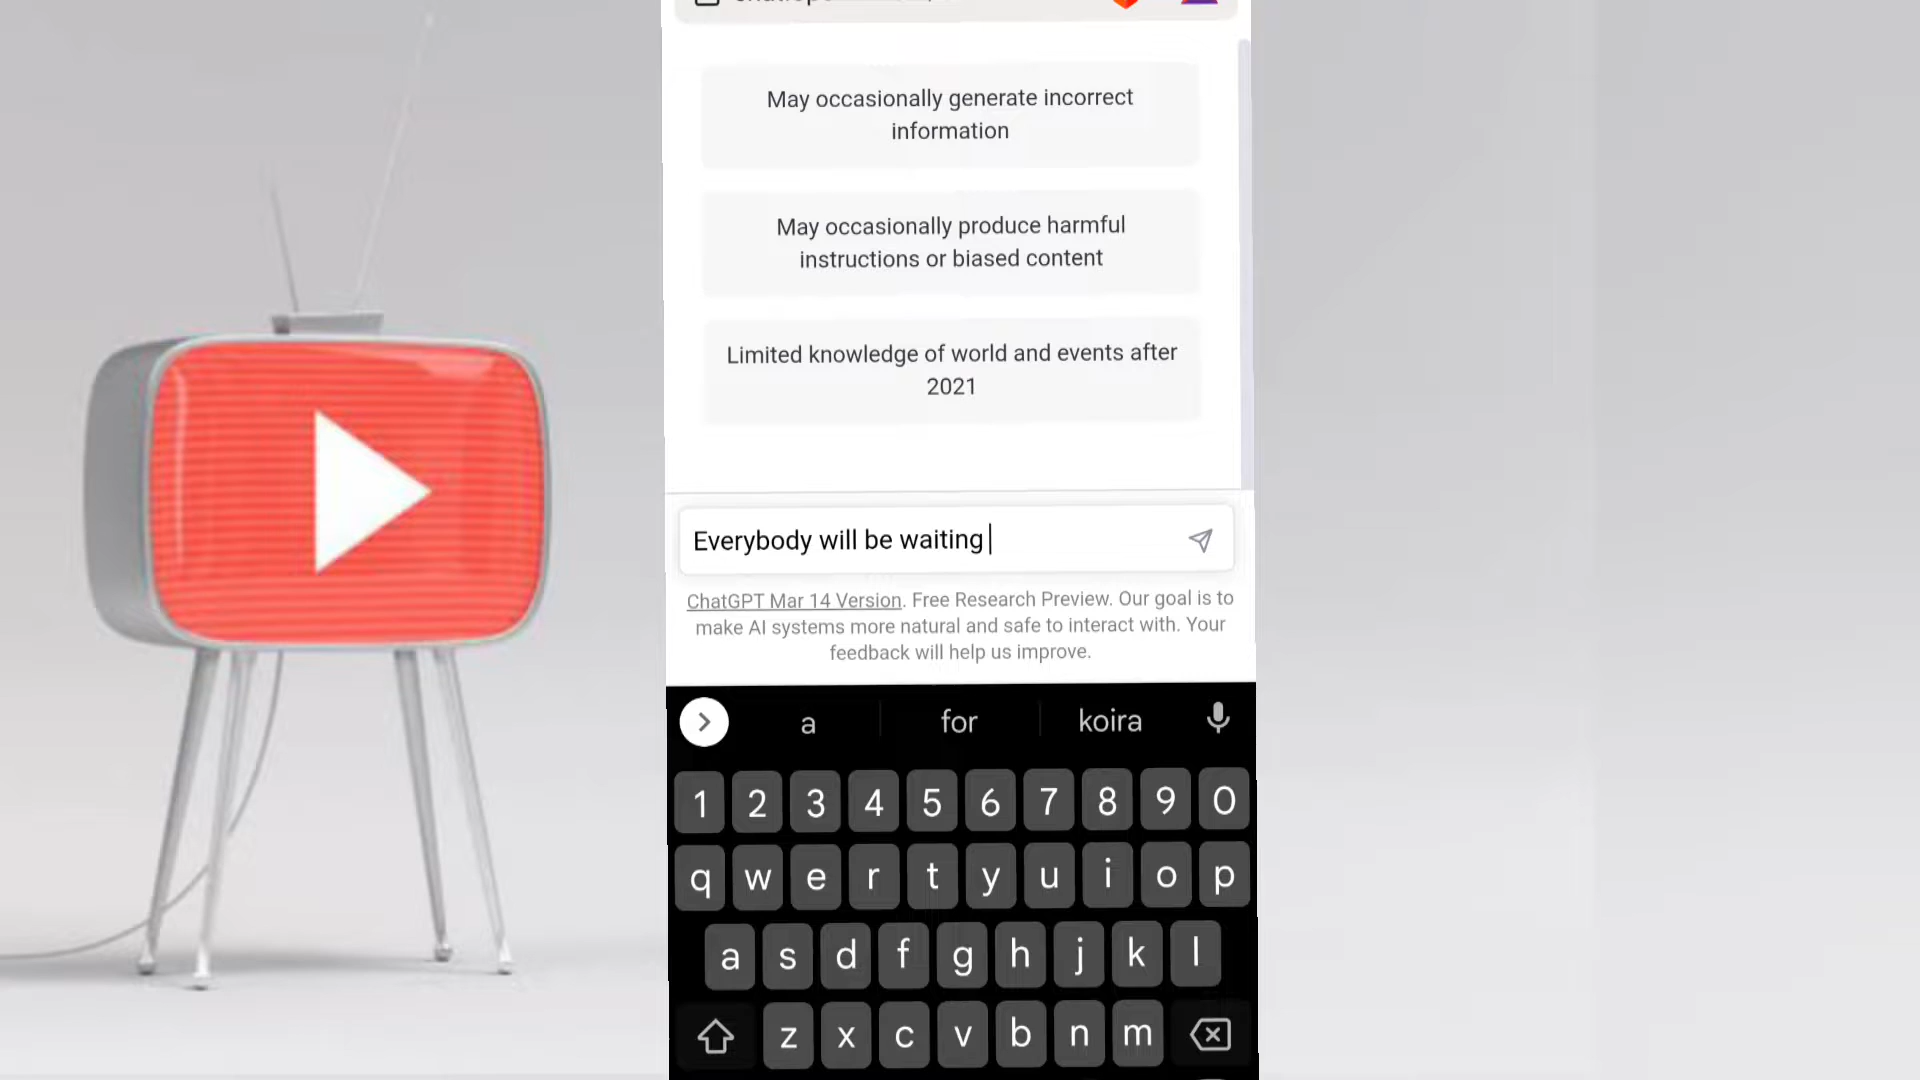 May occasionally generate incorrect
information
May occasionally produce harmful
instructions or biased content
Limited knowledge of world and events after
2021
Everybody will be waiting
ChatGPT Mar 14 Version. Free Research Preview. Our goal is to
make AI systems more natural and safe to interact with. Your
feedback will help us improve.
a for koira
1 2 3 4 5 6 7 8 9 0
q w e r t y u i o p
a s d f g h j k l
z x c v b n m